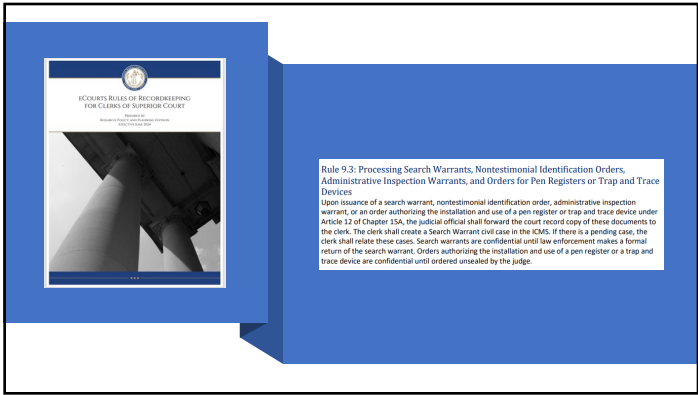 eCourts Rules of Recordkeeping
for Clerks of Superior Court
Prepared by
Research, Policy, and Planning Division
Rule 9.3: Processing Search Warrants, Nontestimonial Identification Orders,
Administrative Inspection Warrants, and Orders for Pen Registers or Trap and Trace
Devices
Upon issuance of a search warrant, nontestimonial identification order, administrative inspection
warrant, or an order authorizing the installation and use of a pen register or trap and trace device under
Article 12 of Chapter 15A, the judicial official shall forward the court record copy of these documents to
the clerk. The clerk shall create a Search Warrant civil case in the ICMS. If there is a pending case, the
clerk shall relate these cases. Search warrants are confidential until law enforcement makes a formal
return of the search warrant. Orders authorizing the installation and use of a pen register or a trap and
trace device are confidential until ordered unsealed by the judge.